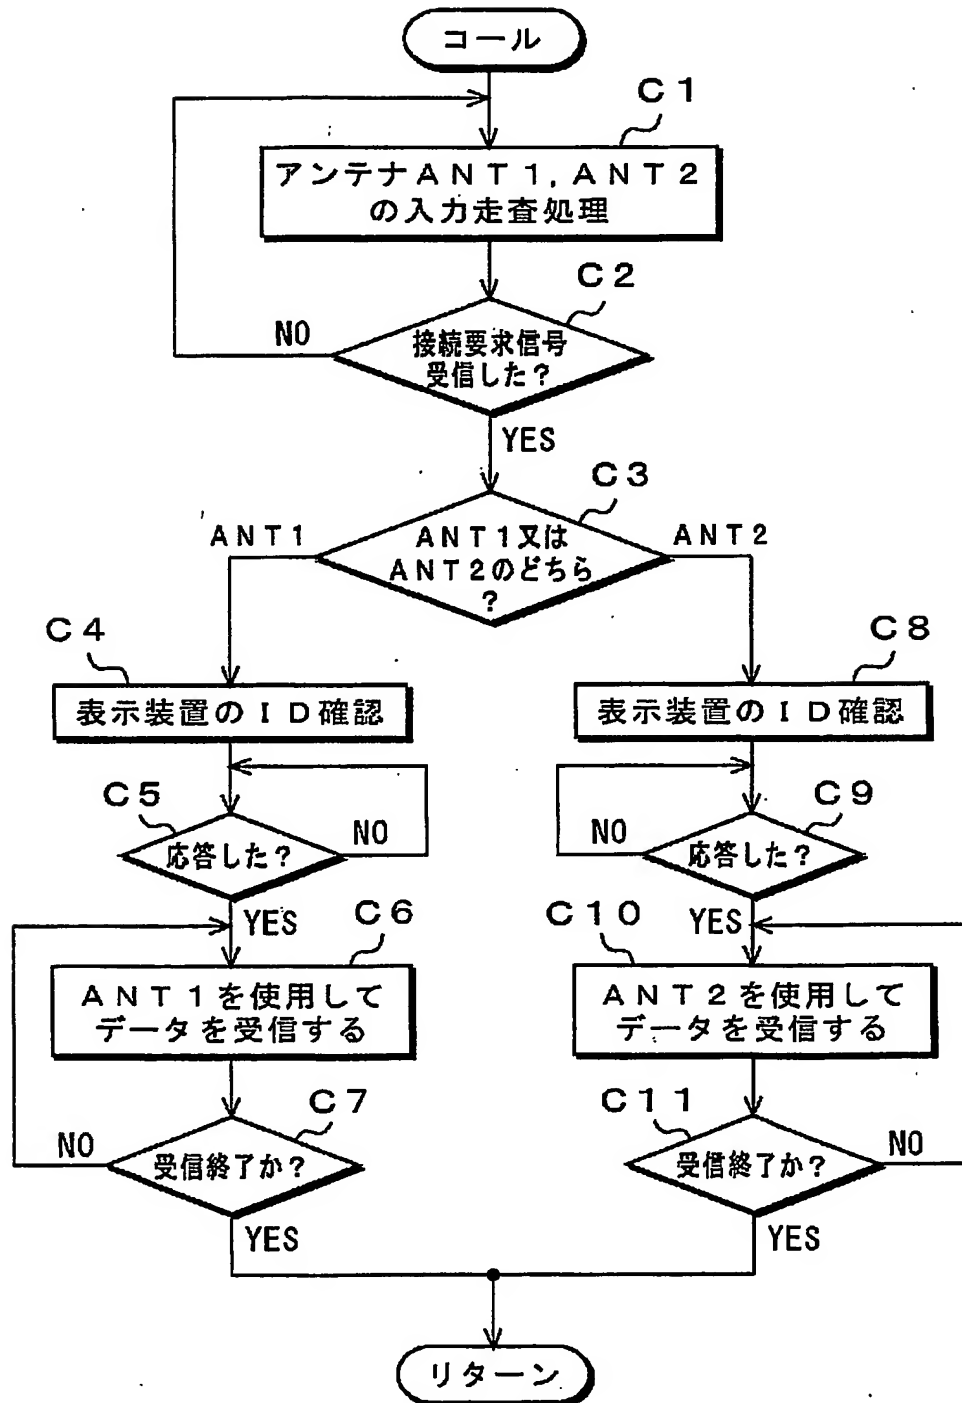 コール
C1
アンテナANT1,ANT2
の入力走査処理
C2
NO
接続要求信号
受信した?
YES
C3
ANT1
ANT1又は
ANT2のどちら
?
ANT2
C4
表示装置のID確認
C8
表示装置のID確認
C5
応答した?
NO
C9
NO
応答した?
YES
C6
ANT1を使用して
データを受信する
YES
C10
ANT2を使用して
データを受信する
C7
NO
受信終了か?
YES
C11
受信終了か?
NO
YES
リターン